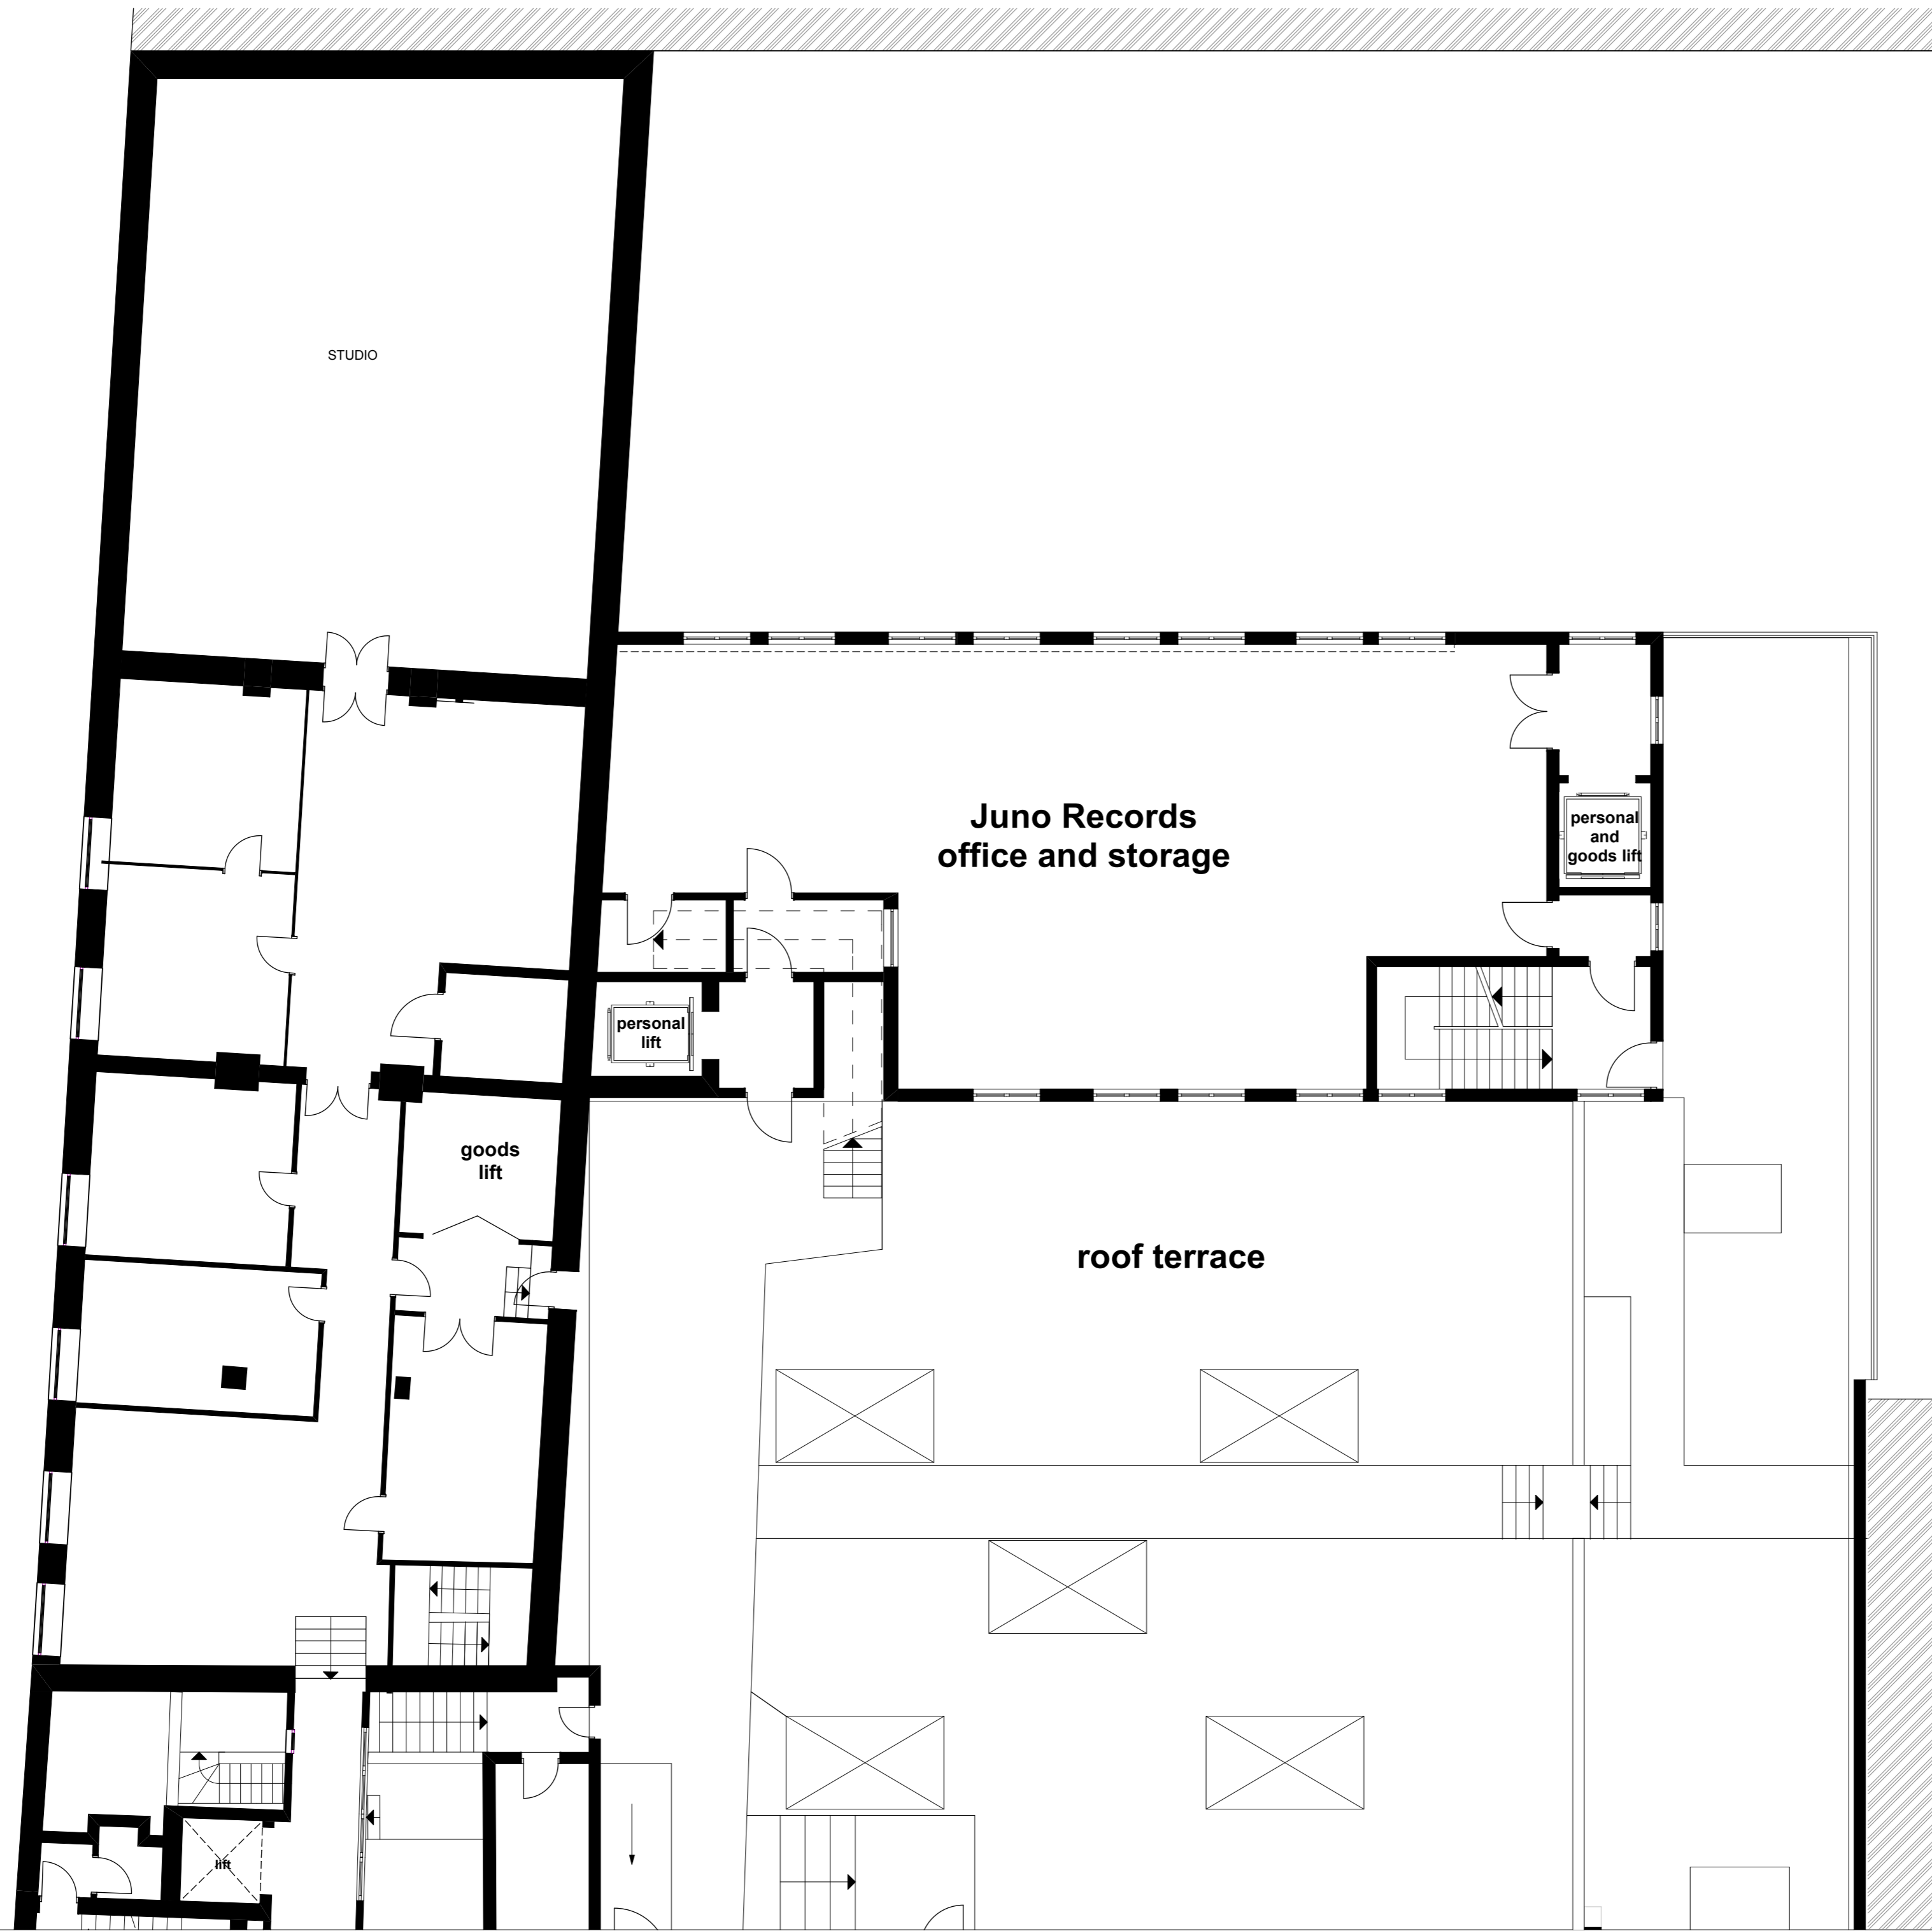 STUDIO
Juno Records
office and storage
personal
and
goods lift
personal
lift
goods
lift
roof terrace
lift